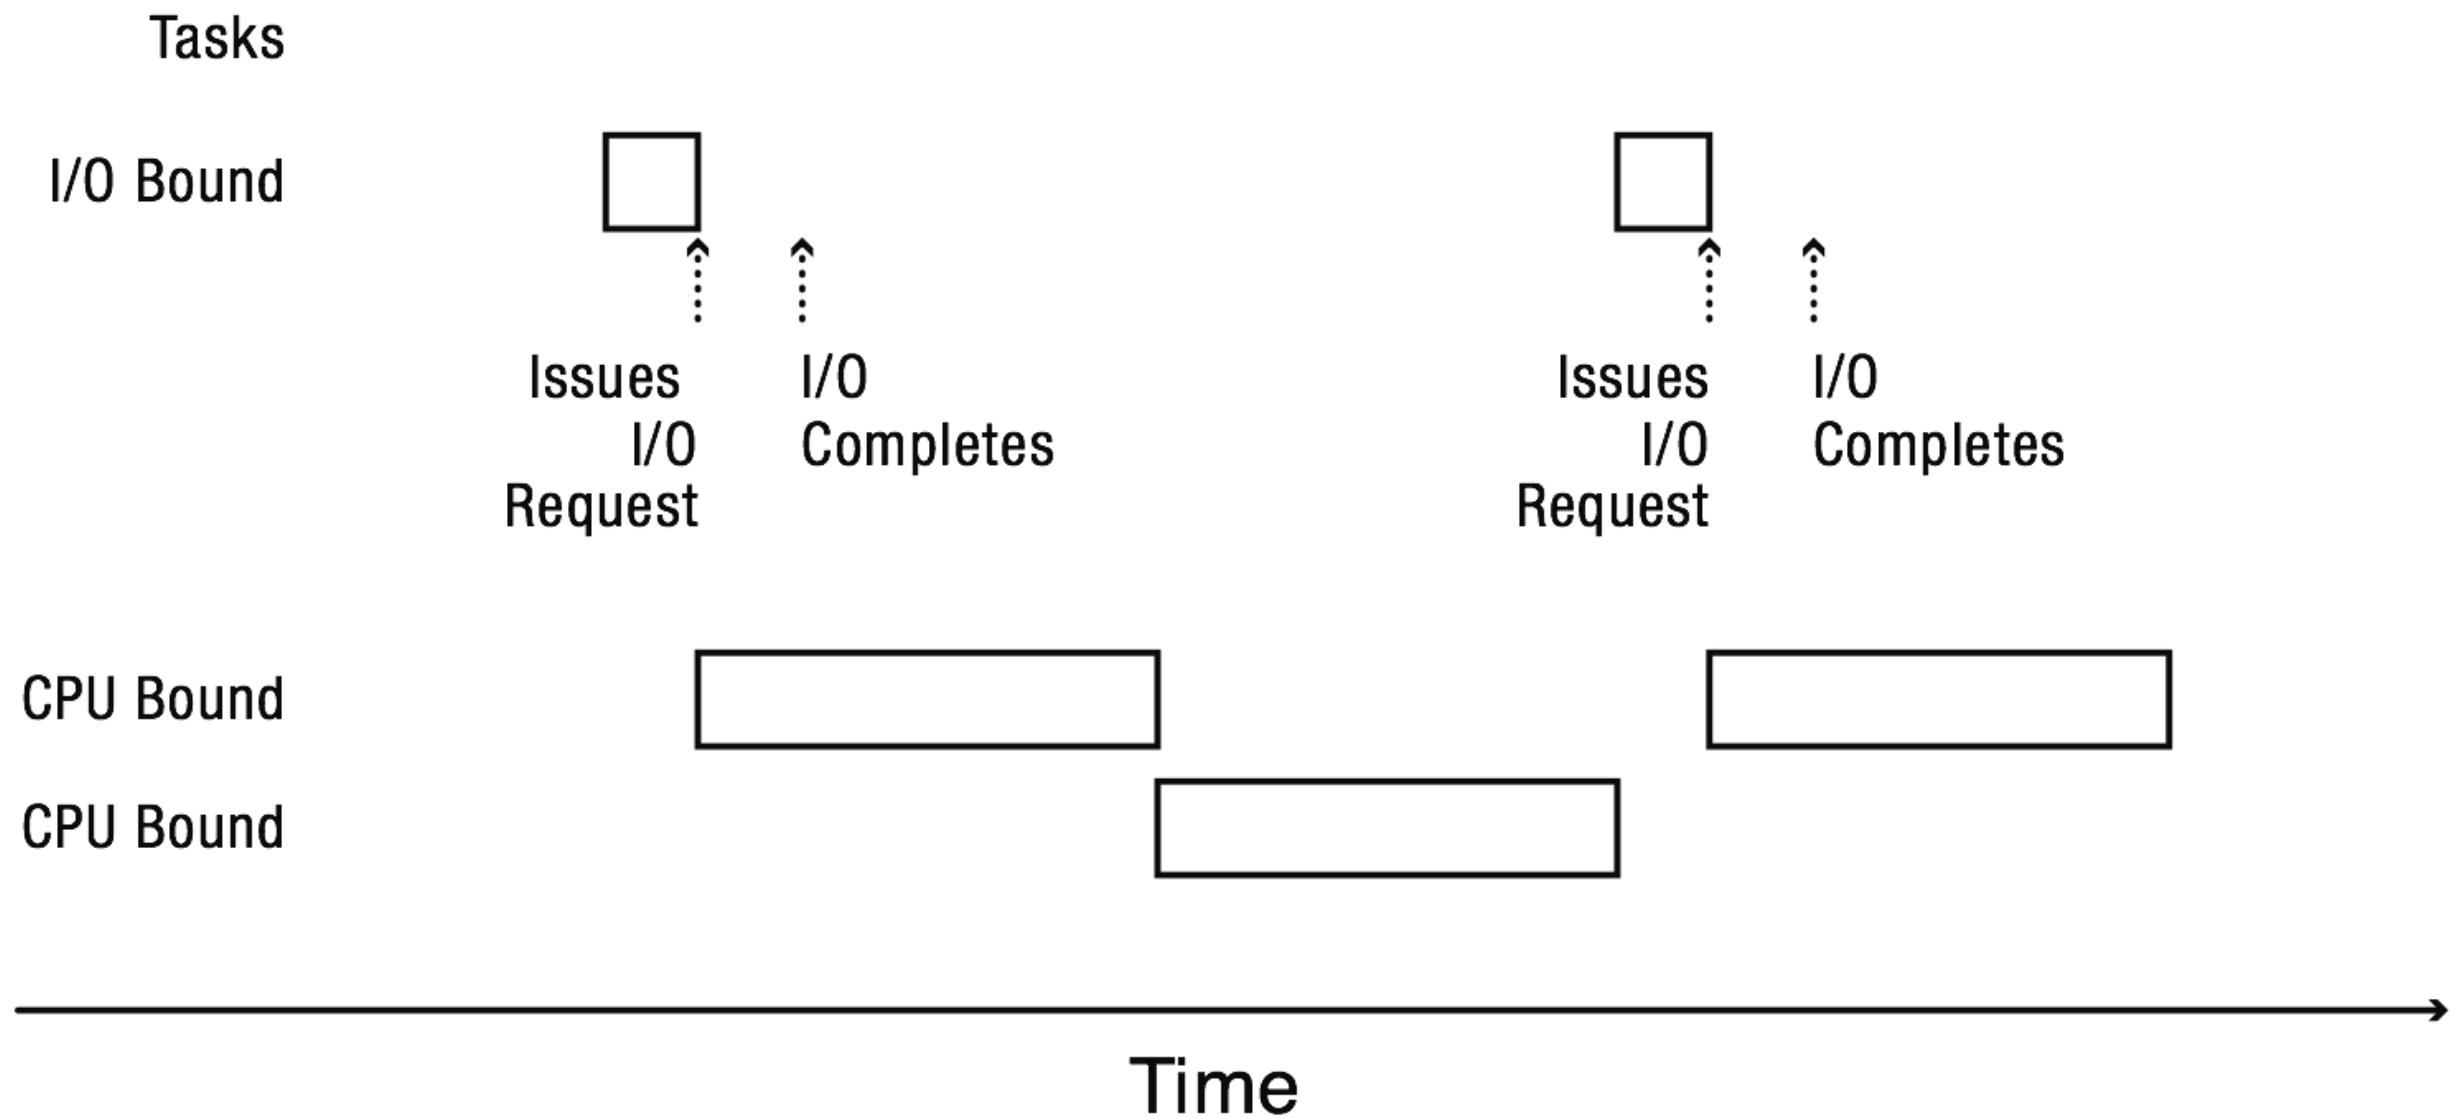 Tasks
I/O Bound
Issues
I/O
Request
I/O
Completes
Issues
I/O
Request
I/O
Completes
CPU Bound
CPU Bound
Time